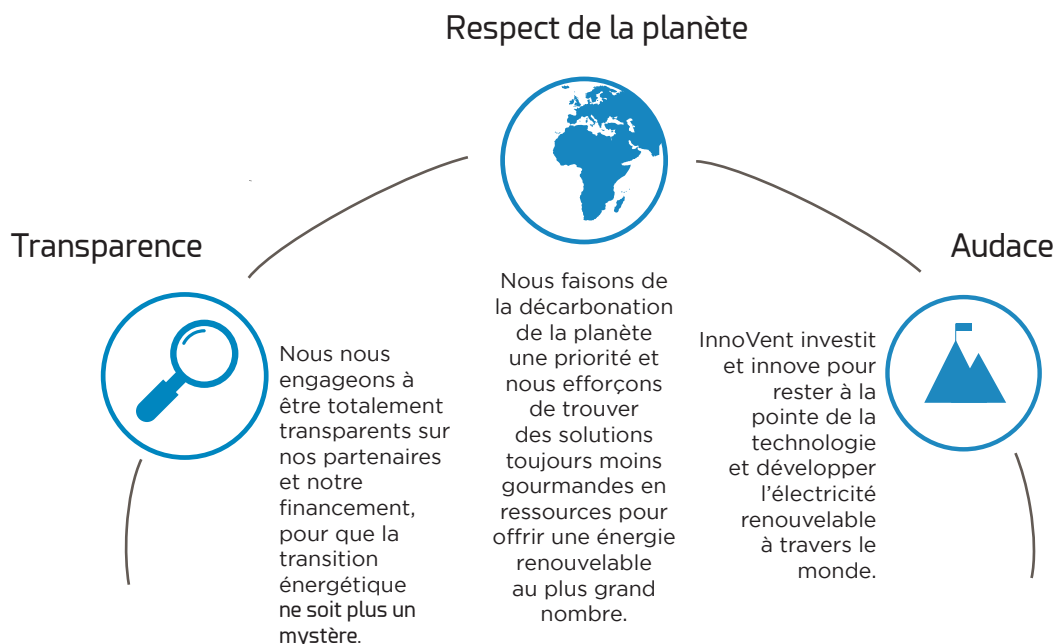 Respect de la planète
Transparence
Audace
Nous nous
engageons à
être totalement
transparents sur
nos partenaires
et notre
financement,
pour que la
transition
énergétique
ne soit plus un
mystère.
Nous faisons de
la décarbonation
de la planète
une priorité et
nous efforçons
de trouver
des solutions
toujours moins
gourmandes en
ressources pour
offrir une énergie
renouvelable
au plus grand
nombre.
InnoVent investit
et innove pour
rester à la
pointe de la
technologie
et développer
l’électricité
renouvelable
à travers le
monde.